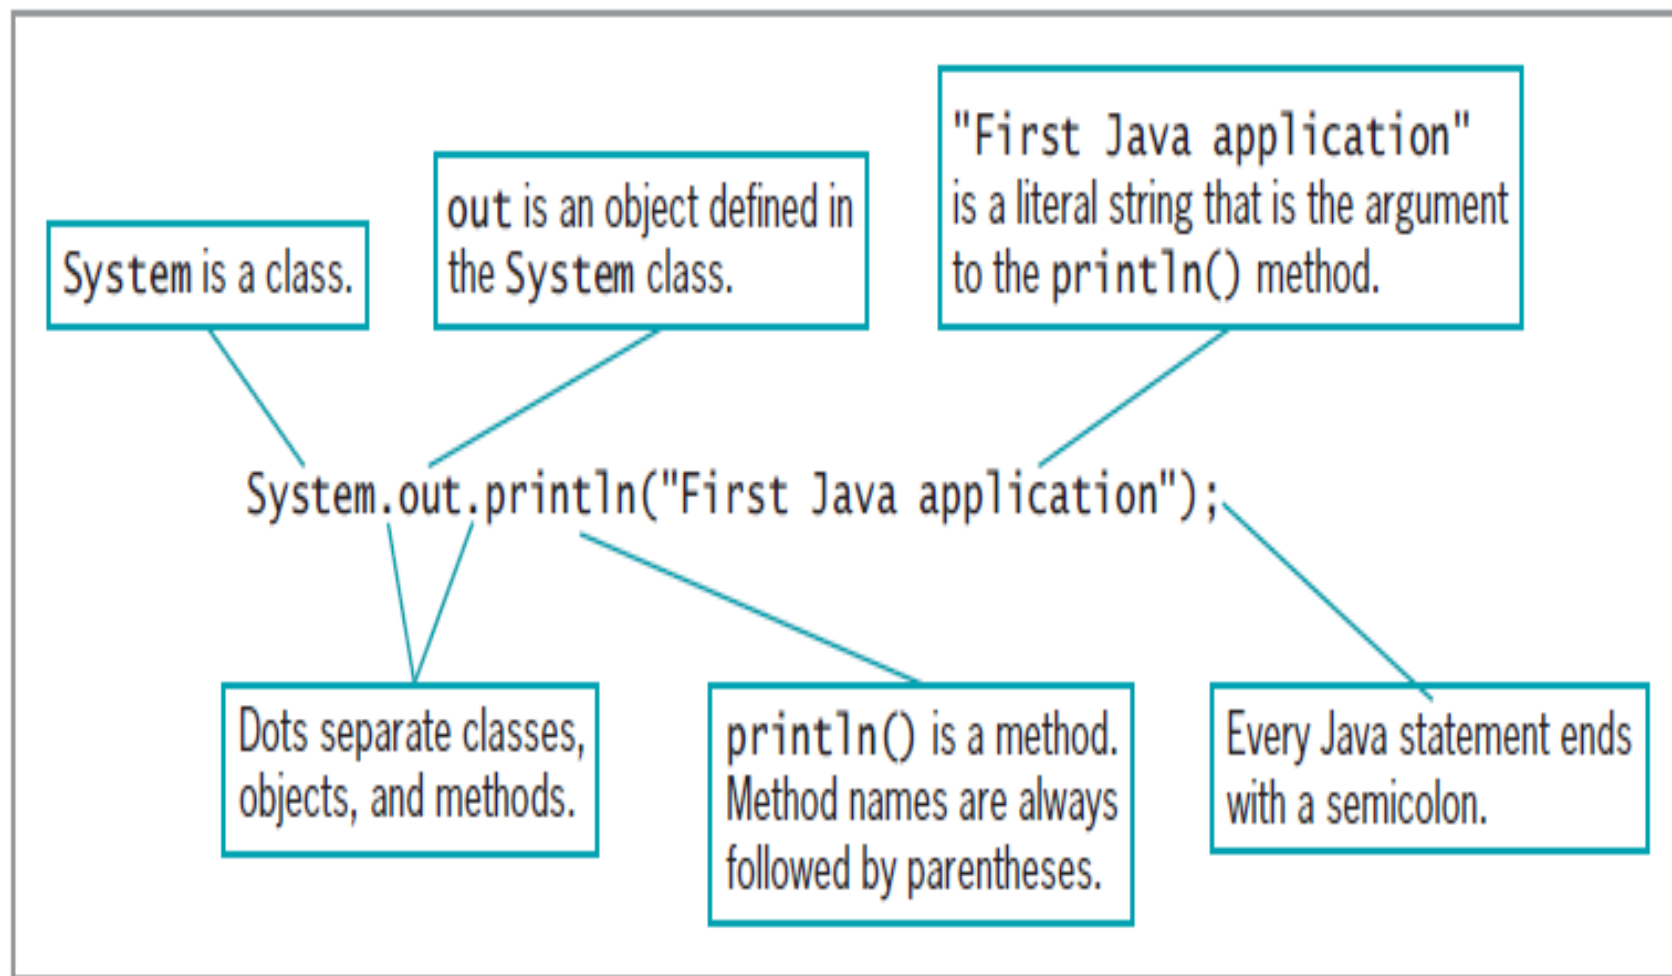 System is a class.
out is an object defined in
the System class.
"First Java application"
is a literal string that is the argument
to the println() method.
System.out.println("First Java application");
Dots separate classes,
objects, and methods.
println() is a method.
Method names are always
followed by parentheses.
Every Java statement ends
with a semicolon.